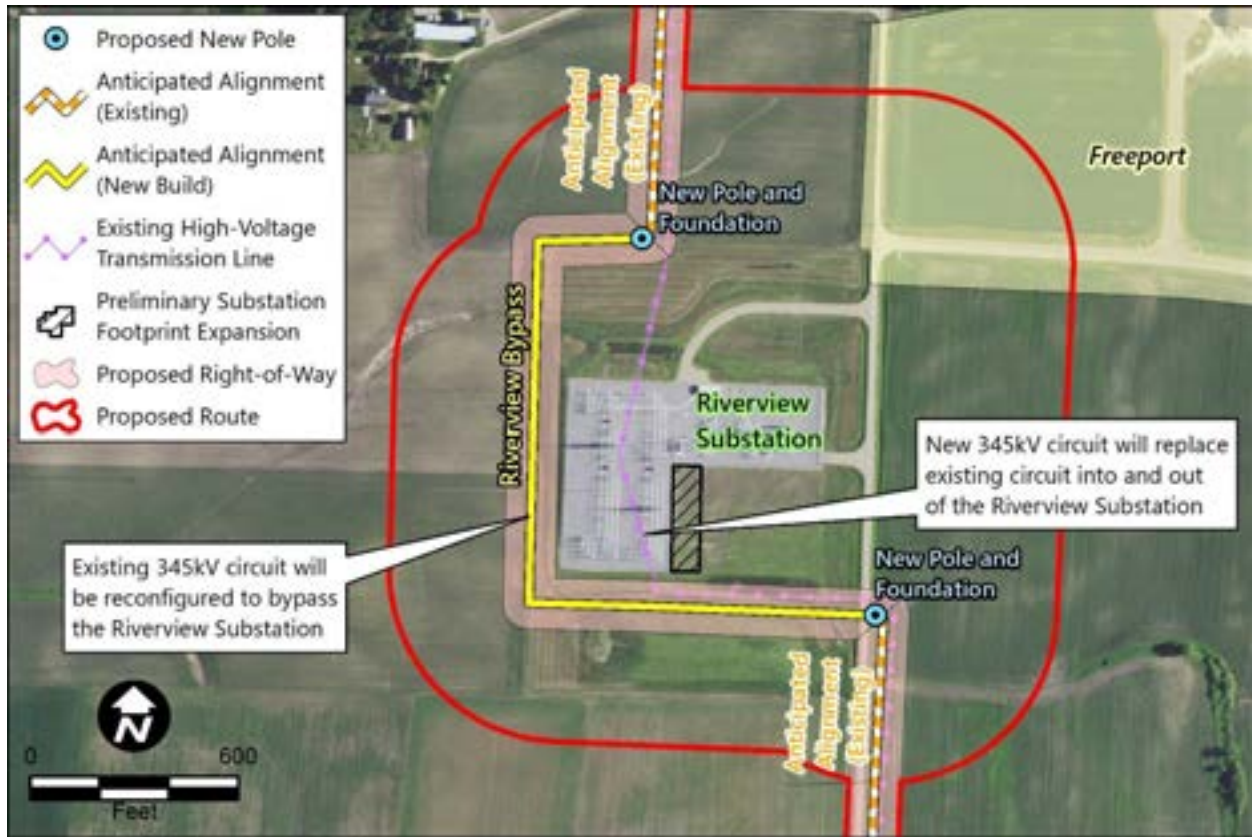 Proposed New Pole
Anticipated Alignment
(Existing)
Anticipated Alignment
(New Build)
Existing High-Voltage
Transmission Line
Preliminary Substation
Footprint Expansion
Proposed Right-of-Way
Proposed Route
Anticipated
Alignment
(Existing)
Freeport
New Pole and
Foundation
Riverview Bypass
Riverview
Substation
New 345kV circuit will replace
existing circuit into and out
of the Riverview Substation
Existing 345kV circuit will
be reconfigured to bypass
the Riverview Substation
New Pole and
Foundation
Anticipated
Alignment
(Existing)
N
0 600
Feet